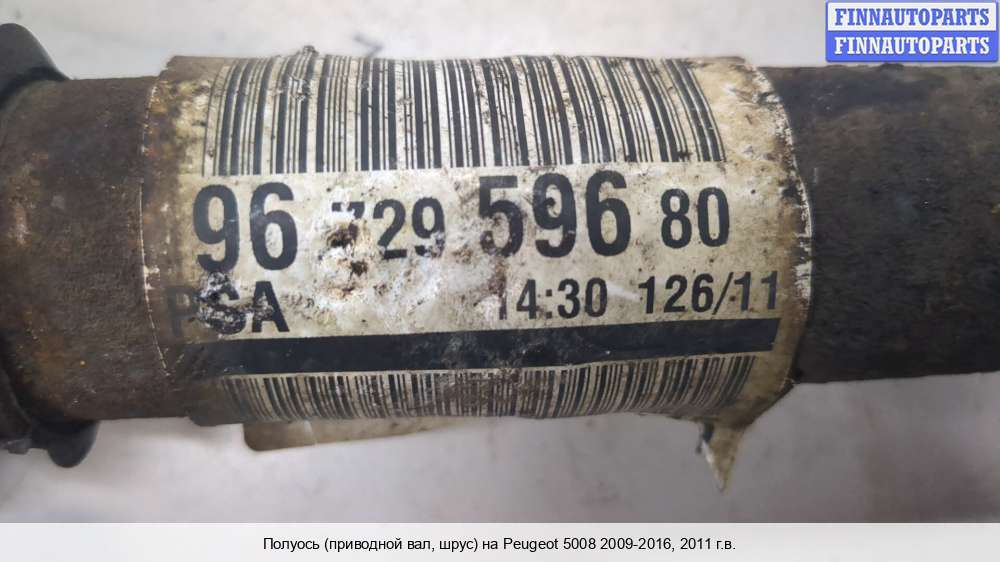 FINNAUTOPARTS
FINNAUTOPARTS
96 729 596 80
PSA 14:30 126/11
Полуось (приводной вал, шрус) на Peugeot 5008 2009-2016, 2011 г.в.